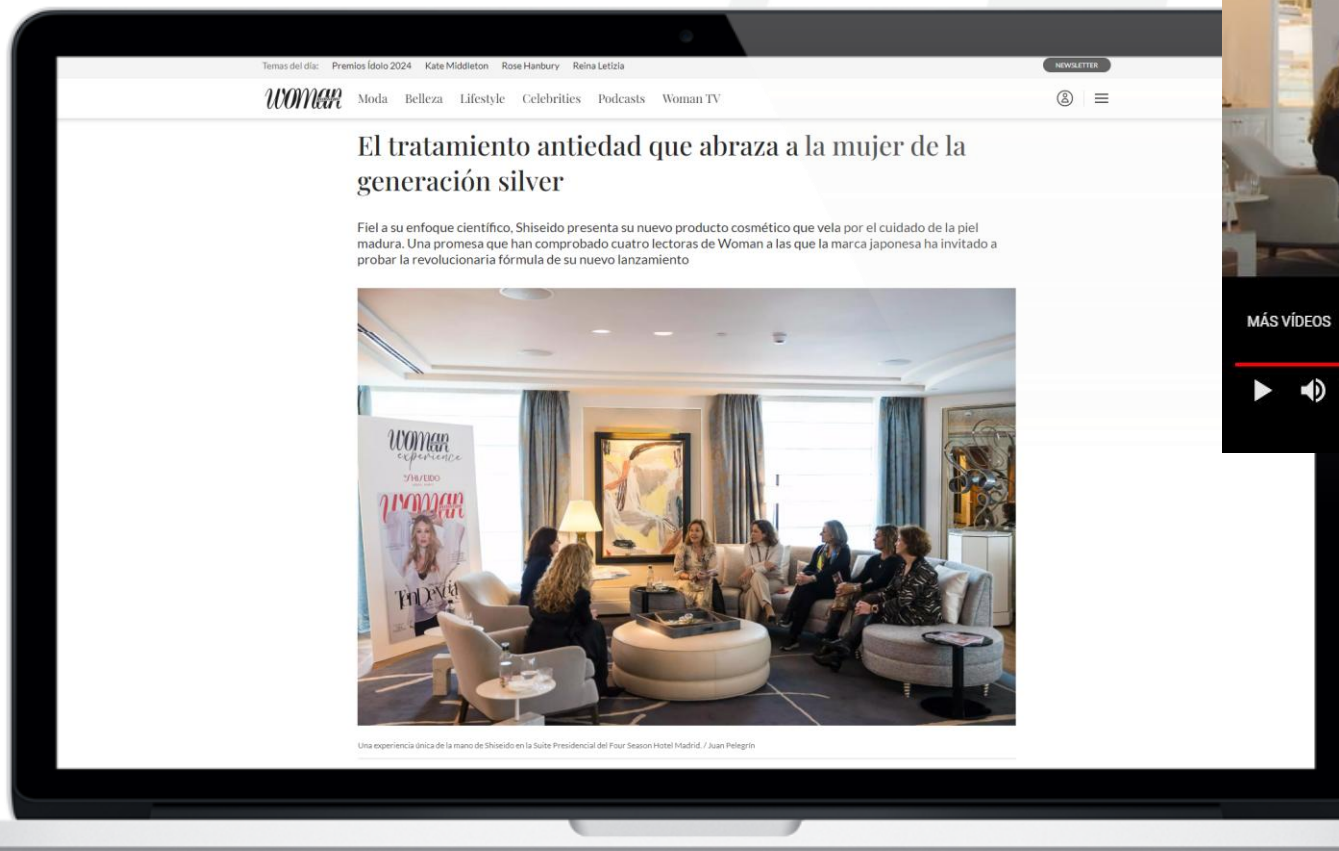 Temas del día: Premios Ídolo 2024 Kate Middleton Rose Hanbury Reina Letizia NEWSLETTER
WOMAN Moda Belleza Lifestyle Celebrities Podcasts Woman TV
El tratamiento antiedad que abraza a la mujer de la
generación silver
Fiel a su enfoque científico, Shiseido presenta su nuevo producto cosmético que vela por el cuidado de la piel
madura. Una promesa que han comprobado cuatro lectoras de Woman a las que la marca japonesa ha invitado a
probar la revolucionaria fórmula de su nuevo lanzamiento
woman
experience
SHISEIDO
woman
TENDENCIA
Una experiencia única de la mano de Shiseido en la Suite Presidencial del Four Season Hotel Madrid. / Juan Pelegrín
MÁS VÍDEOS